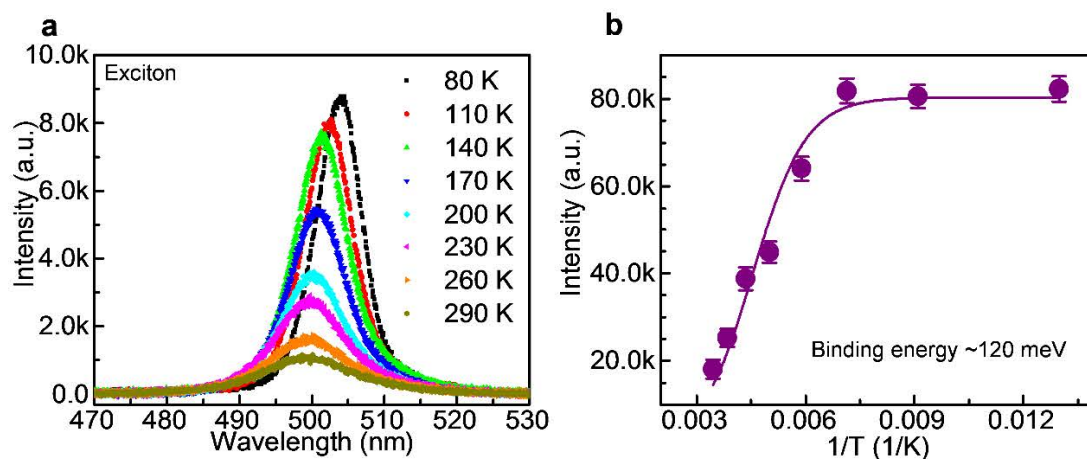 a
Exciton
80 K
110 K
140 K
170 K
200 K
230 K
260 K
290 K
10.0k
8.0k
6.0k
4.0k
2.0k
0.0
470 480 490 500 510 520 530
Wavelength (nm)
Intensity (a.u.)
b
80.0k
60.0k
40.0k
20.0k
Binding energy ~120 meV
0.003 0.006 0.009 0.012
1/T (1/K)
Intensity (a.u.)